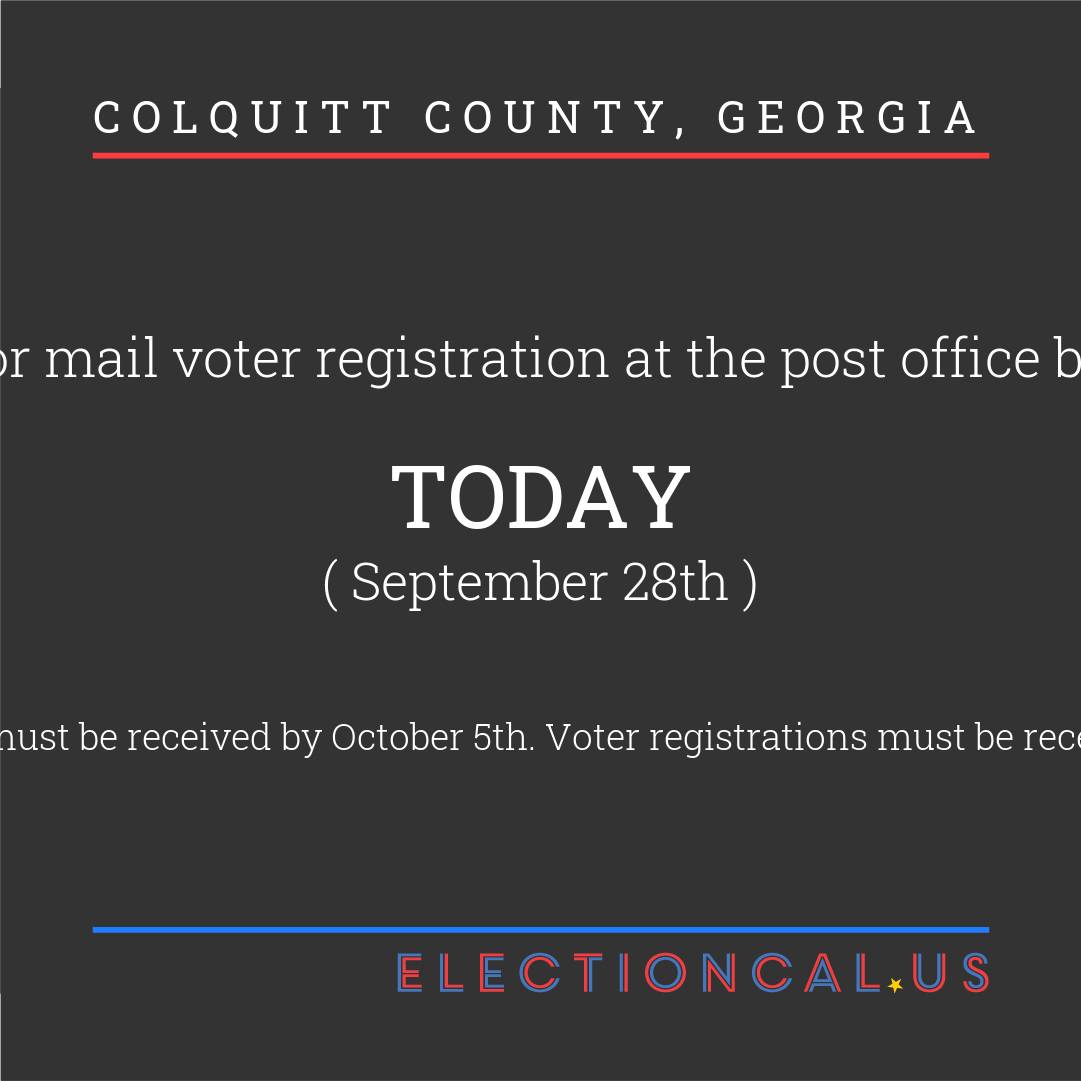 COLQUITT COUNTY, GEORGIA
or mail voter registration at the post office b
TODAY
( September 28th )
must be received by October 5th. Voter registrations must be rece
ELECTIONCAL.US